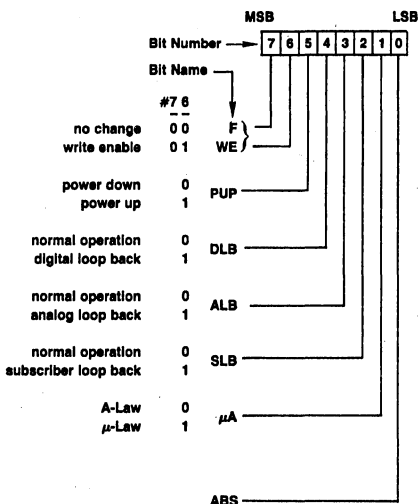 MSB LSB
Bit Number 7 6 5 4 3 2 1 0
Bit Name
#7 6
no change 0 0 F
write enable 0 1 WE
power down 0
power up 1 PUP
normal operation 0
digital loop back 1 DLB
normal operation 0
analog loop back 1 ALB
normal operation 0
subscriber loop back 1 SLB
A-Law 0
μ-Law 1 μA
ABS